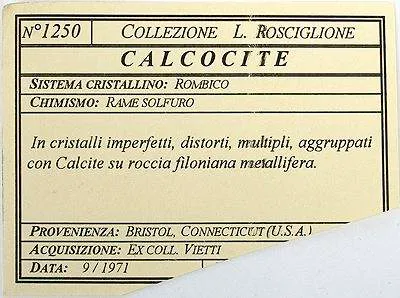 N°1250 COLLEZIONE L. ROSCIGLIONE
CALCOCITE
SISTEMA CRISTALLINO: ROMBICO
CHIMISMO: RAME SOLFURO
In cristalli imperfetti, distorti, multipli, aggruppati
con Calcite su roccia filoniana metallifera.
PROVENIENZA: BRISTOL, CONNECTICUT (U.S.A.)
ACQUISIZIONE: EX COLL. VIETTI
DATA: 9/1971